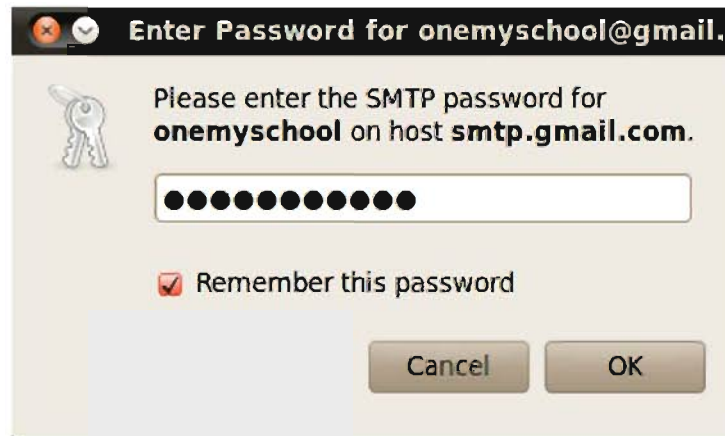 Enter Password for onemyschool@gmail.
Please enter the SMTP password for
onemyschool on host smtp.gmail.com.
●●●●●●●●●●●
Remember this password
Cancel OK